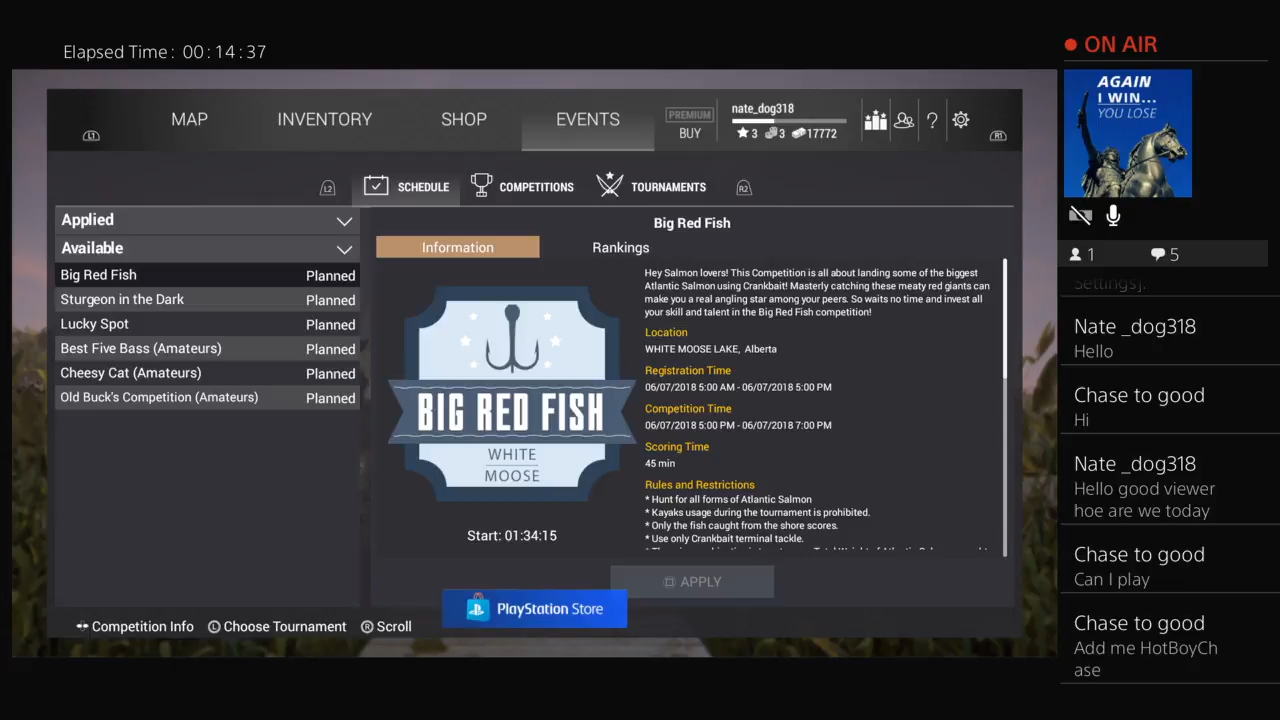 Elapsed Time: 00:14:37
ON AIR
AGAIN
I WIN...
YOU LOSE
1
5
Settings].
Nate _dog318
Hello
Chase to good
Hi
Nate _dog318
Hello good viewer
hoe are we today
Chase to good
Can I play
Chase to good
Add me HotBoyCh
ase
L1
MAP
INVENTORY
SHOP
EVENTS
PREMIUM
BUY
nate_dog318
3 3 17772
?
R1
L2
SCHEDULE
COMPETITIONS
TOURNAMENTS
R2
Applied
Available
Big Red Fish Planned
Sturgeon in the Dark Planned
Lucky Spot Planned
Best Five Bass (Amateurs) Planned
Cheesy Cat (Amateurs) Planned
Old Buck's Competition (Amateurs) Planned
Big Red Fish
Information
Rankings
BIG RED FISH
WHITE
MOOSE
Start: 01:34:15
Hey Salmon lovers! This Competition is all about landing some of the biggest
Atlantic Salmon using Crankbait! Masterly catching these meaty red giants can
make you a real angling star among your peers. So waits no time and invest all
your skill and talent in the Big Red Fish competition!
Location
WHITE MOOSE LAKE, Alberta
Registration Time
06/07/2018 5:00 AM - 06/07/2018 5:00 PM
Competition Time
06/07/2018 5:00 PM - 06/07/2018 7:00 PM
Scoring Time
45 min
Rules and Restrictions
* Hunt for all forms of Atlantic Salmon
* Kayaks usage during the tournament is prohibited.
* Only the fish caught from the shore scores.
* Use only Crankbait terminal tackle.
APPLY
PlayStation Store
Competition Info
L Choose Tournament
R Scroll